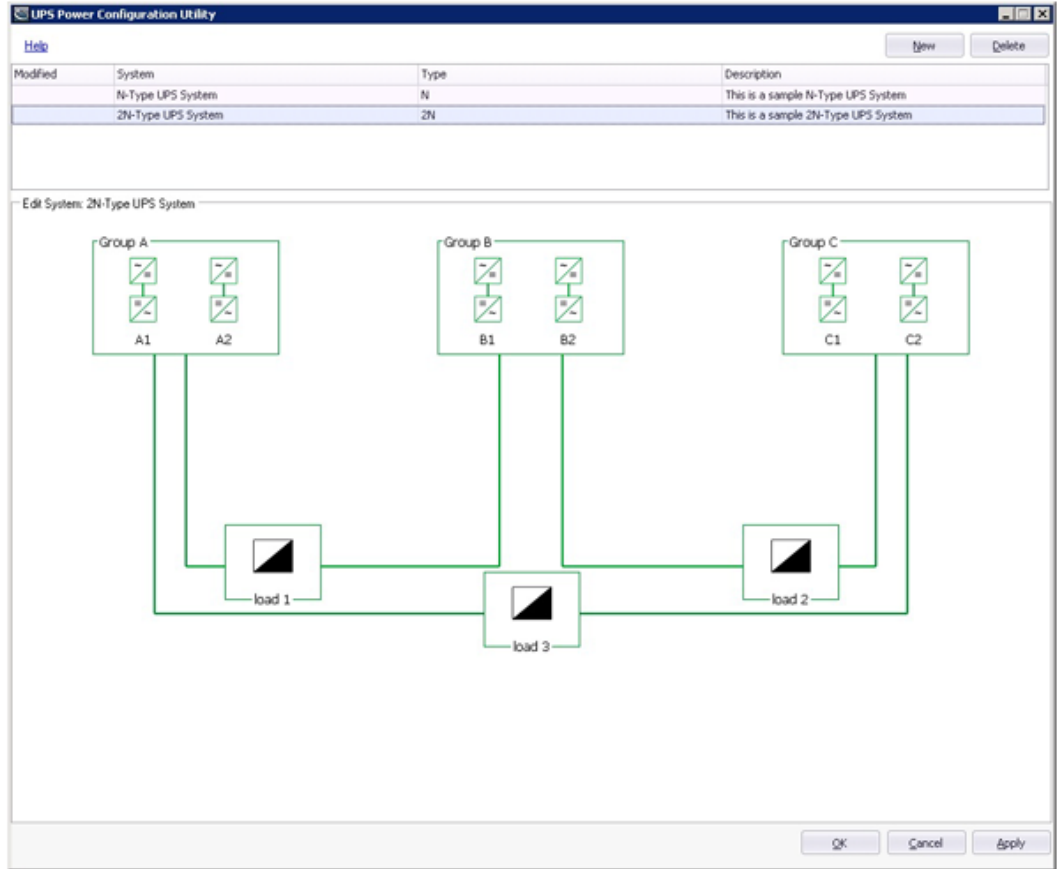 UPS Power Configuration Utility
Help New Delete
Modified System Type Description
N-Type UPS System N This is a sample N-Type UPS System
2N-Type UPS System 2N This is a sample 2N-Type UPS System
Edit System: 2N-Type UPS System
Group A Group B Group C
A1 A2 B1 B2 C1 C2
load 1 load 2
load 3
OK Cancel Apply